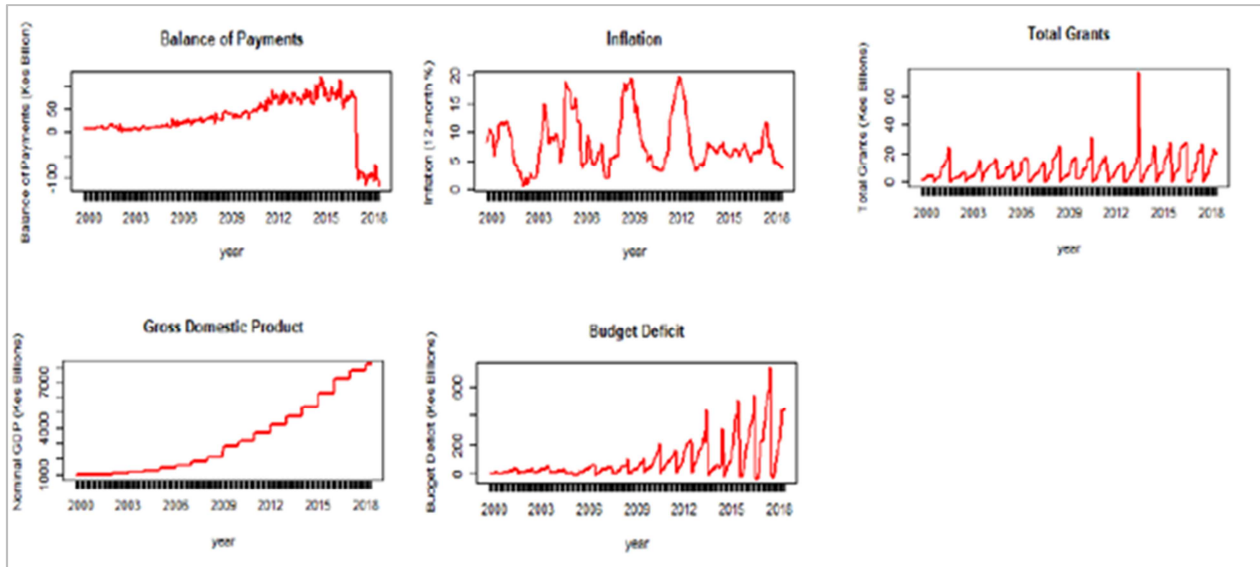 Balance of Payments
Balance of Payments (Kes Billion)
50
0
-100
2000 2003 2006 2009 2012 2015 2018
year
Inflation
Inflation (12-month %)
20
15
10
5
0
2000 2003 2006 2009 2012 2015 2018
year
Total Grants
Total Grants (Kes Billions)
60
40
20
0
2000 2003 2006 2009 2012 2015 2018
year
Gross Domestic Product
Nominal GDP (Kes Billions)
7000
4000
1000
2000 2003 2006 2009 2012 2015 2018
year
Budget Deficit
Budget Deficit (Kes Billions)
200
0
2000 2003 2006 2009 2012 2015 2018
year